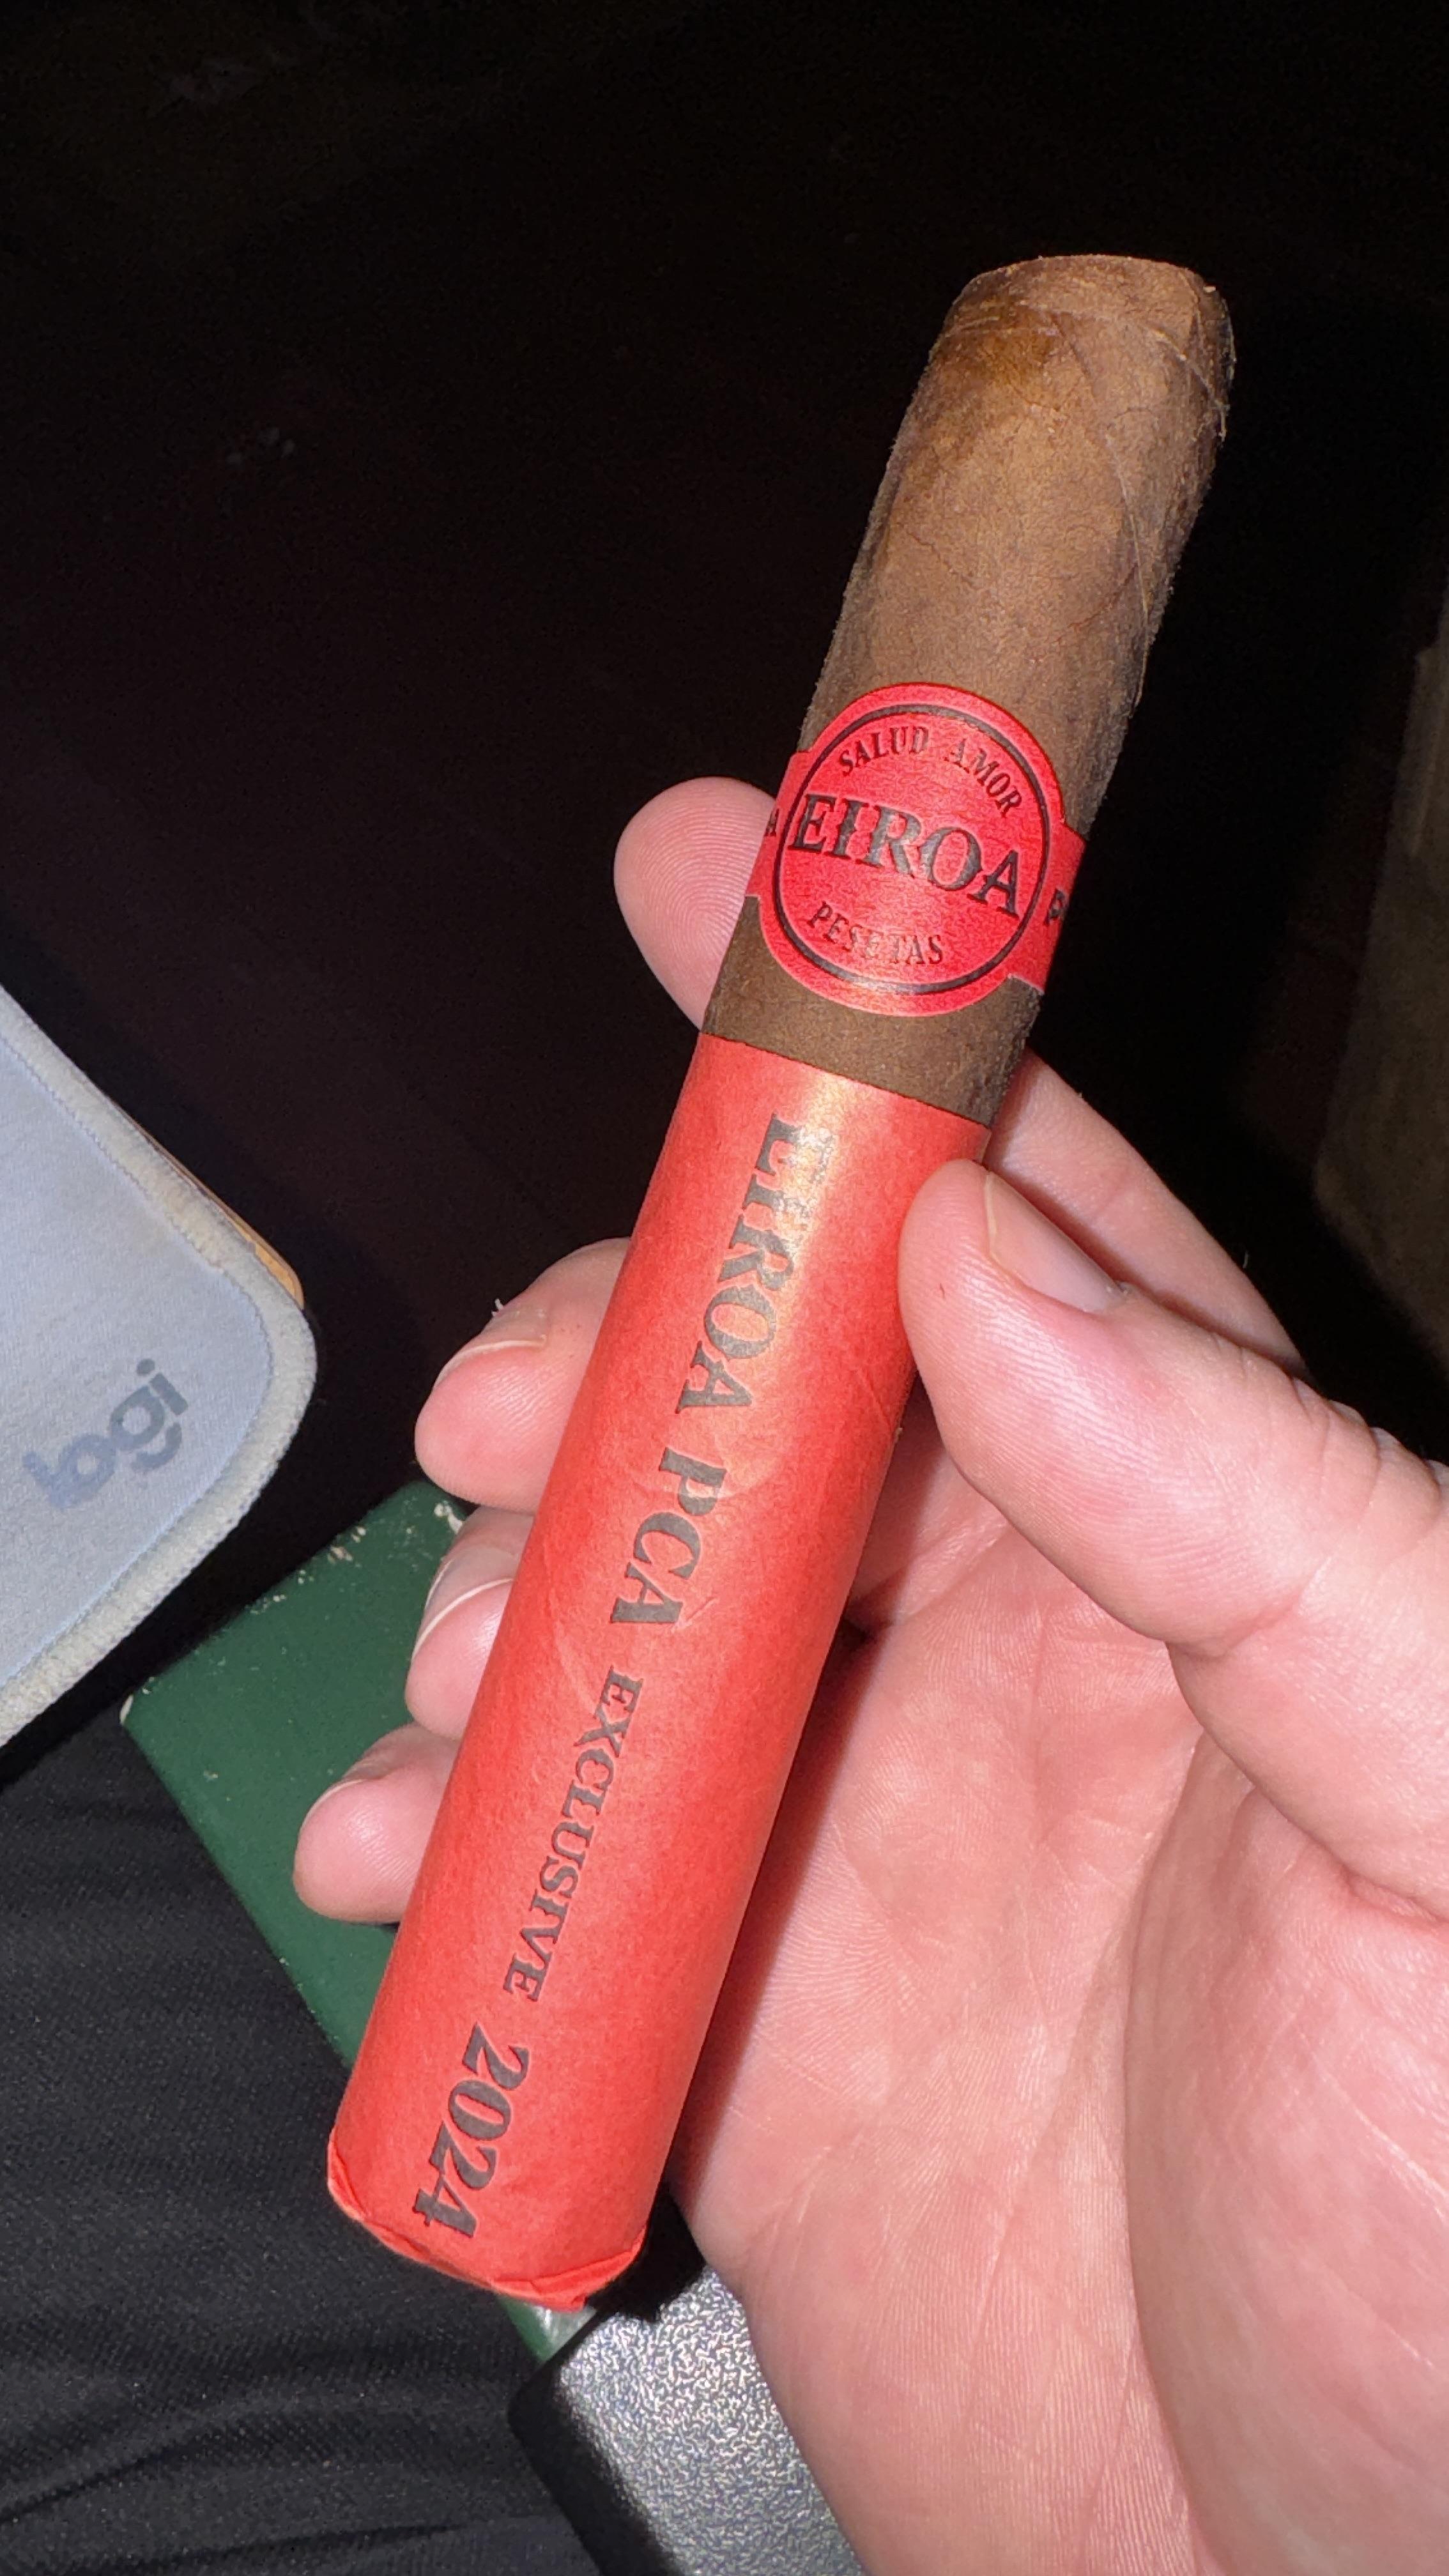 SALUD AMOR
EIROA
PESETAS
EIROA PCA EXCLUSIVE 2024
logi